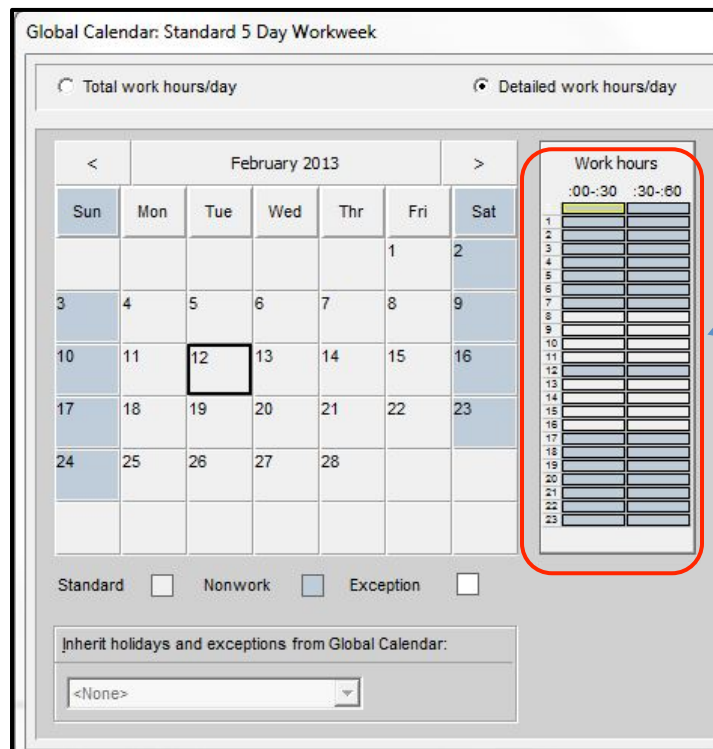 Global Calendar: Standard 5 Day Workweek
Total work hours/day
Detailed work hours/day
< February 2013 >
Sun Mon Tue Wed Thr Fri Sat
1 2
3 4 5 6 7 8 9
10 11 12 13 14 15 16
17 18 19 20 21 22 23
24 25 26 27 28
Work hours
:00-:30 :30-:60
1
2
3
4
5
6
7
8
9
10
11
12
13
14
15
16
17
18
19
20
21
22
23
Standard Nonwork Exception
Inherit holidays and exceptions from Global Calendar:
<None>